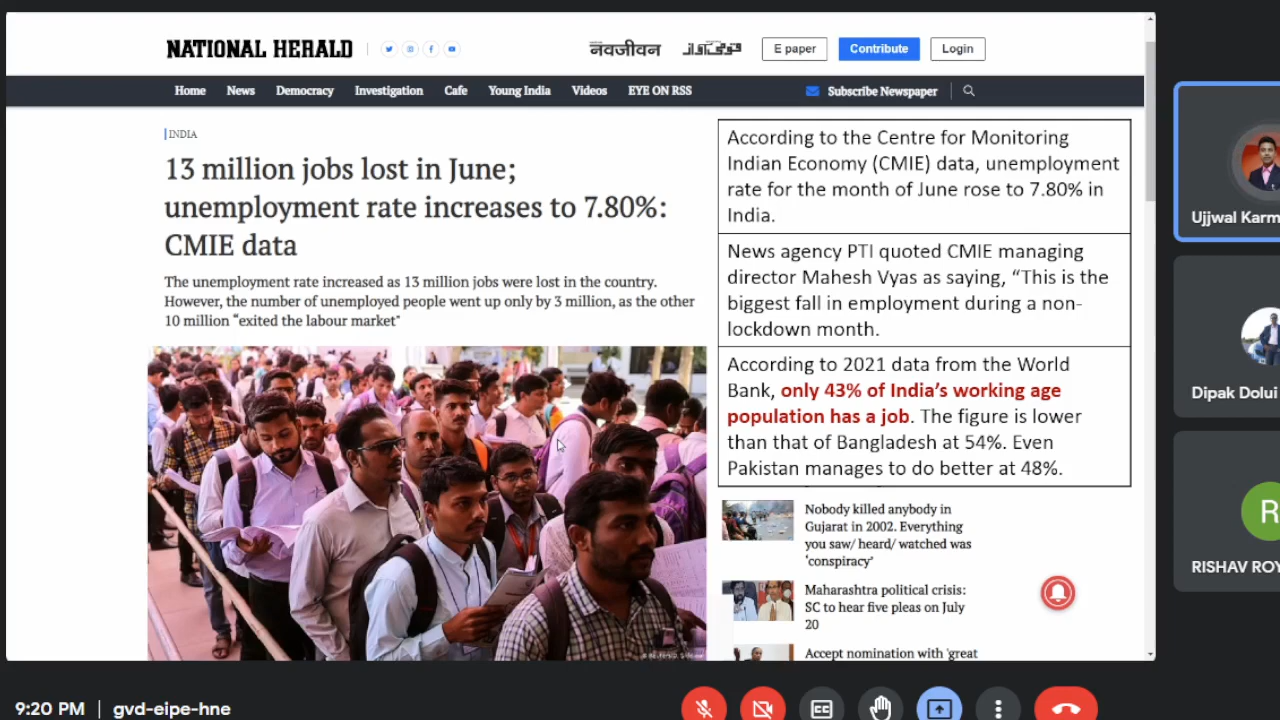 NATIONAL HERALD
नवजीवन
قومی آواز
E paper
Contribute
Login
Home
News
Democracy
Investigation
Cafe
Young India
Videos
EYE ON RSS
Subscribe Newspaper
INDIA
13 million jobs lost in June;
unemployment rate increases to 7.80%:
CMIE data
The unemployment rate increased as 13 million jobs were lost in the country.
However, the number of unemployed people went up only by 3 million, as the other
10 million “exited the labour market"
According to the Centre for Monitoring
Indian Economy (CMIE) data, unemployment
rate for the month of June rose to 7.80% in
India.
News agency PTI quoted CMIE managing
director Mahesh Vyas as saying, “This is the
biggest fall in employment during a non-
lockdown month.
According to 2021 data from the World
Bank, only 43% of India’s working age
population has a job. The figure is lower
than that of Bangladesh at 54%. Even
Pakistan manages to do better at 48%.
Nobody killed anybody in
Gujarat in 2002. Everything
you saw/ heard/ watched was
‘conspiracy’
Maharashtra political crisis:
SC to hear five pleas on July
20
Accept nomination with 'great
Ujjwal Karm
Dipak Dolui
R
RISHAV ROY
9:20 PM | gvd-eipe-hne
CC